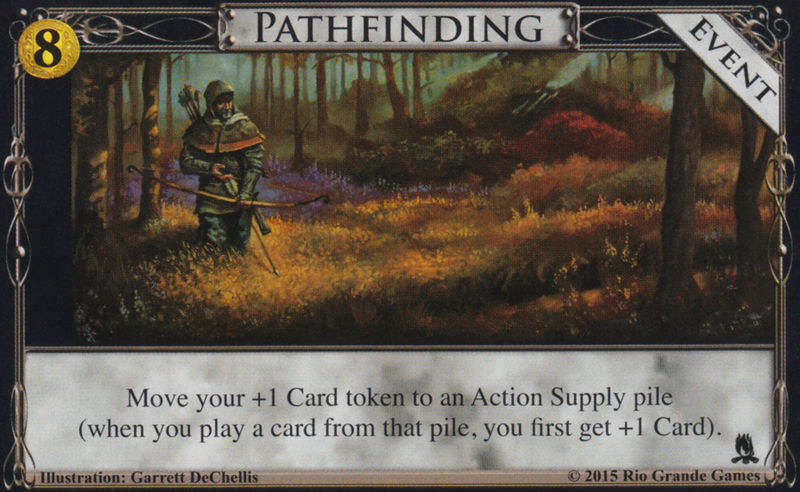 PATHFINDING
8
EVENT
Move your +1 Card token to an Action Supply pile
(when you play a card from that pile, you first get +1 Card).
Illustration: Garrett DeChellis
© 2015 Rio Grande Games